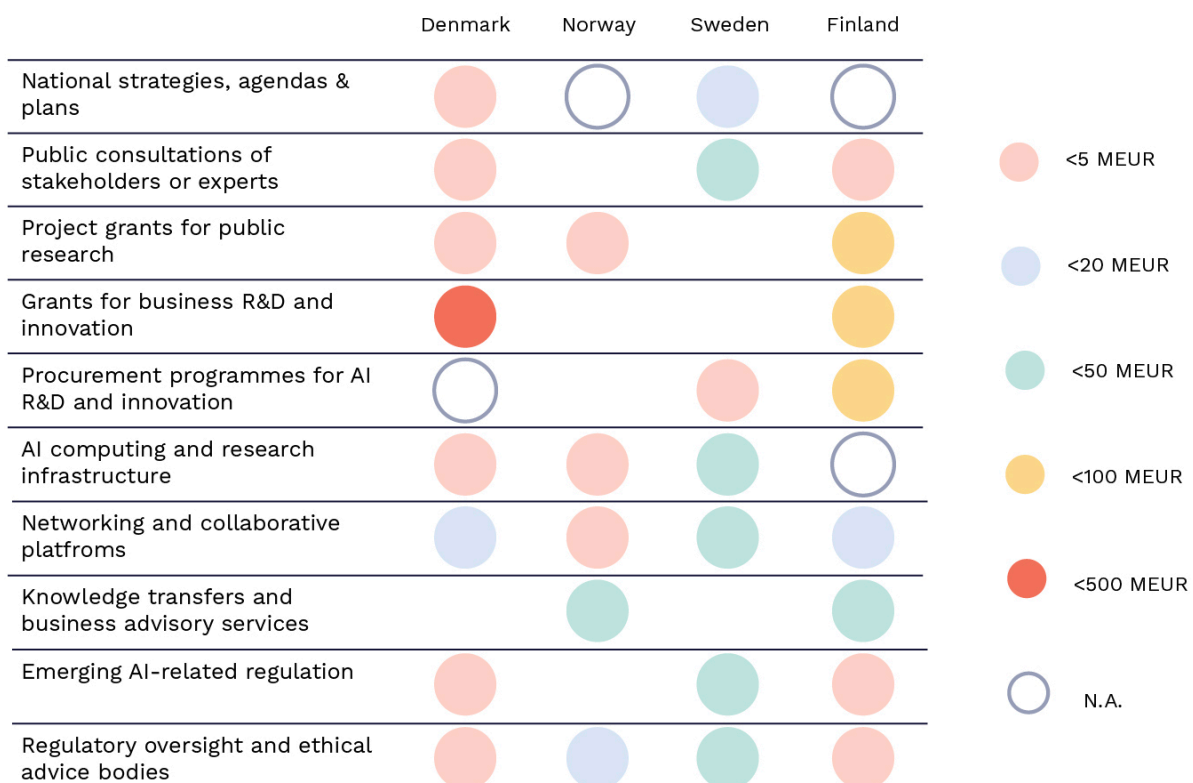 Denmark Norway Sweden Finland
National strategies, agendas &
plans
Public consultations of
stakeholders or experts
Project grants for public
research
Grants for business R&D and
innovation
Procurement programmes for AI
R&D and innovation
AI computing and research
infrastructure
Networking and collaborative
platfroms
Knowledge transfers and
business advisory services
Emerging AI-related regulation
Regulatory oversight and ethical
advice bodies
<5 MEUR
<20 MEUR
<50 MEUR
<100 MEUR
<500 MEUR
N.A.